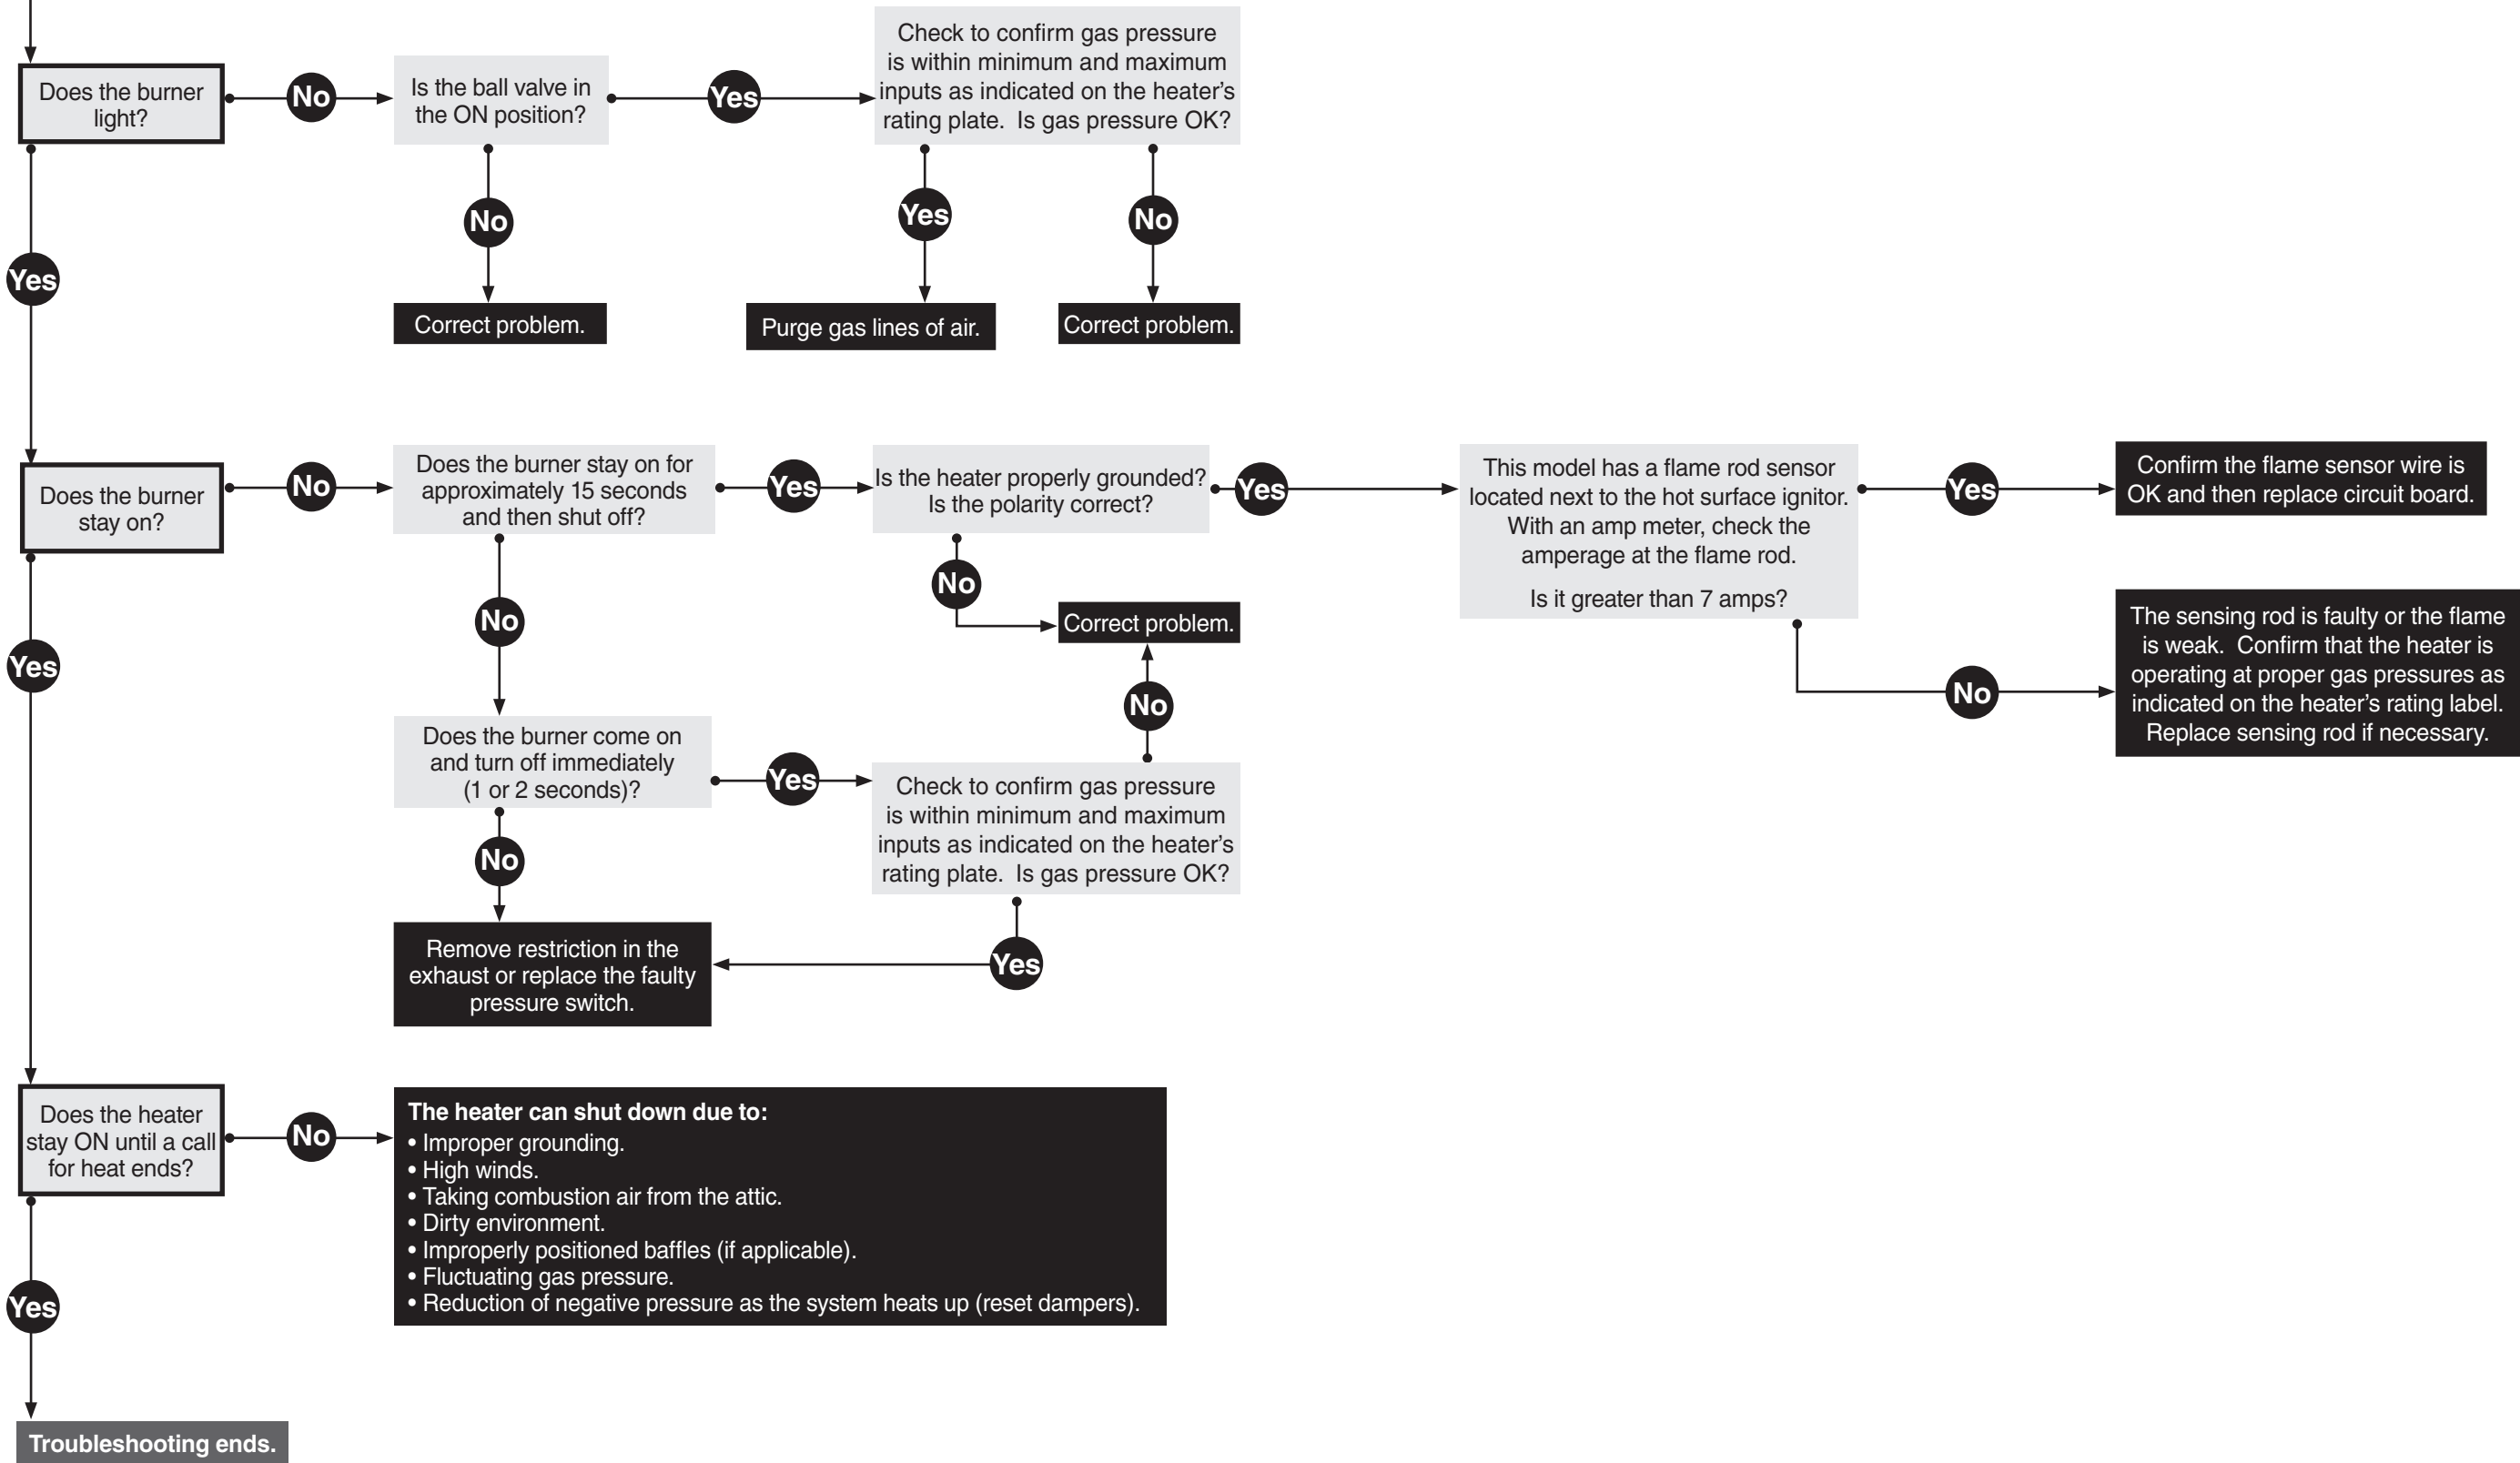 Does the burner
light?
No
Is the ball valve in
the ON position?
Yes
Check to confirm gas pressure
is within minimum and maximum
inputs as indicated on the heater's
rating plate.  Is gas pressure OK?
No
Yes
No
Yes
Correct problem.
Purge gas lines of air.
Correct problem.
Does the burner
stay on?
No
Does the burner stay on for
approximately 15 seconds
and then shut off?
Yes
Is the heater properly grounded?
Is the polarity correct?
Yes
This model has a flame rod sensor
located next to the hot surface ignitor.
With an amp meter, check the
amperage at the flame rod.
Is it greater than 7 amps?
Yes
Confirm the flame sensor wire is
OK and then replace circuit board.
No
No
Correct problem.
No
The sensing rod is faulty or the flame
is weak.  Confirm that the heater is
operating at proper gas pressures as
indicated on the heater's rating label.
Replace sensing rod if necessary.
Yes
No
Does the burner come on
and turn off immediately
(1 or 2 seconds)?
Yes
Check to confirm gas pressure
is within minimum and maximum
inputs as indicated on the heater's
rating plate.  Is gas pressure OK?
No
Yes
Remove restriction in the
exhaust or replace the faulty
pressure switch.
Does the heater
stay ON until a call
for heat ends?
No
The heater can shut down due to:
• Improper grounding.
• High winds.
• Taking combustion air from the attic.
• Dirty environment.
• Improperly positioned baffles (if applicable).
• Fluctuating gas pressure.
• Reduction of negative pressure as the system heats up (reset dampers).
Yes
Troubleshooting ends.